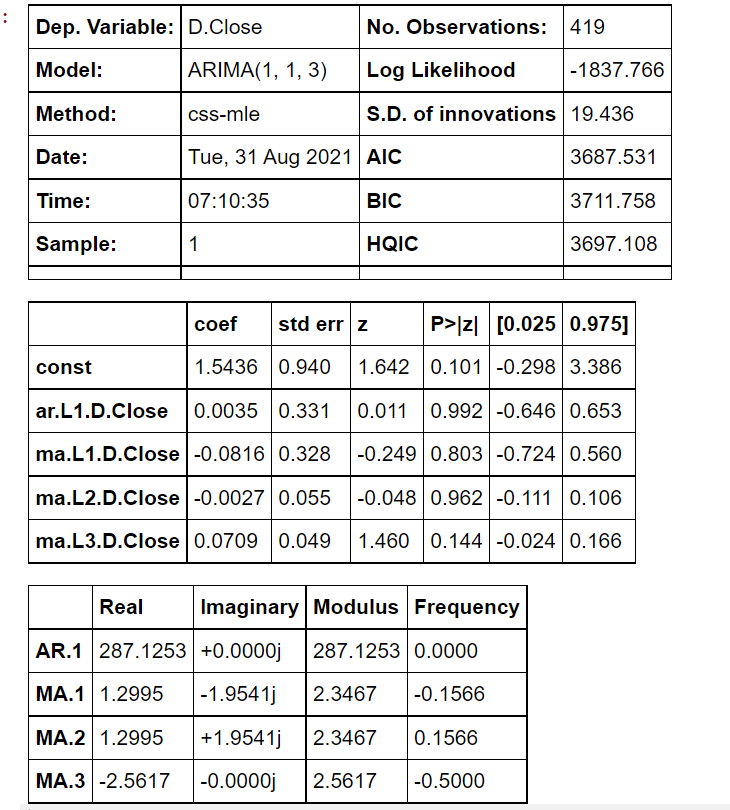 :
Dep. Variable: D.Close No. Observations: 419
Model: ARIMA(1, 1, 3) Log Likelihood -1837.766
Method: css-mle S.D. of innovations 19.436
Date: Tue, 31 Aug 2021 AIC 3687.531
Time: 07:10:35 BIC 3711.758
Sample: 1 HQIC 3697.108
coef std err z P>|z| [0.025 0.975]
const 1.5436 0.940 1.642 0.101 -0.298 3.386
ar.L1.D.Close 0.0035 0.331 0.011 0.992 -0.646 0.653
ma.L1.D.Close -0.0816 0.328 -0.249 0.803 -0.724 0.560
ma.L2.D.Close -0.0027 0.055 -0.048 0.962 -0.111 0.106
ma.L3.D.Close 0.0709 0.049 1.460 0.144 -0.024 0.166
Real Imaginary Modulus Frequency
AR.1 287.1253 +0.0000j 287.1253 0.0000
MA.1 1.2995 -1.9541j 2.3467 -0.1566
MA.2 1.2995 +1.9541j 2.3467 0.1566
MA.3 -2.5617 -0.0000j 2.5617 -0.5000